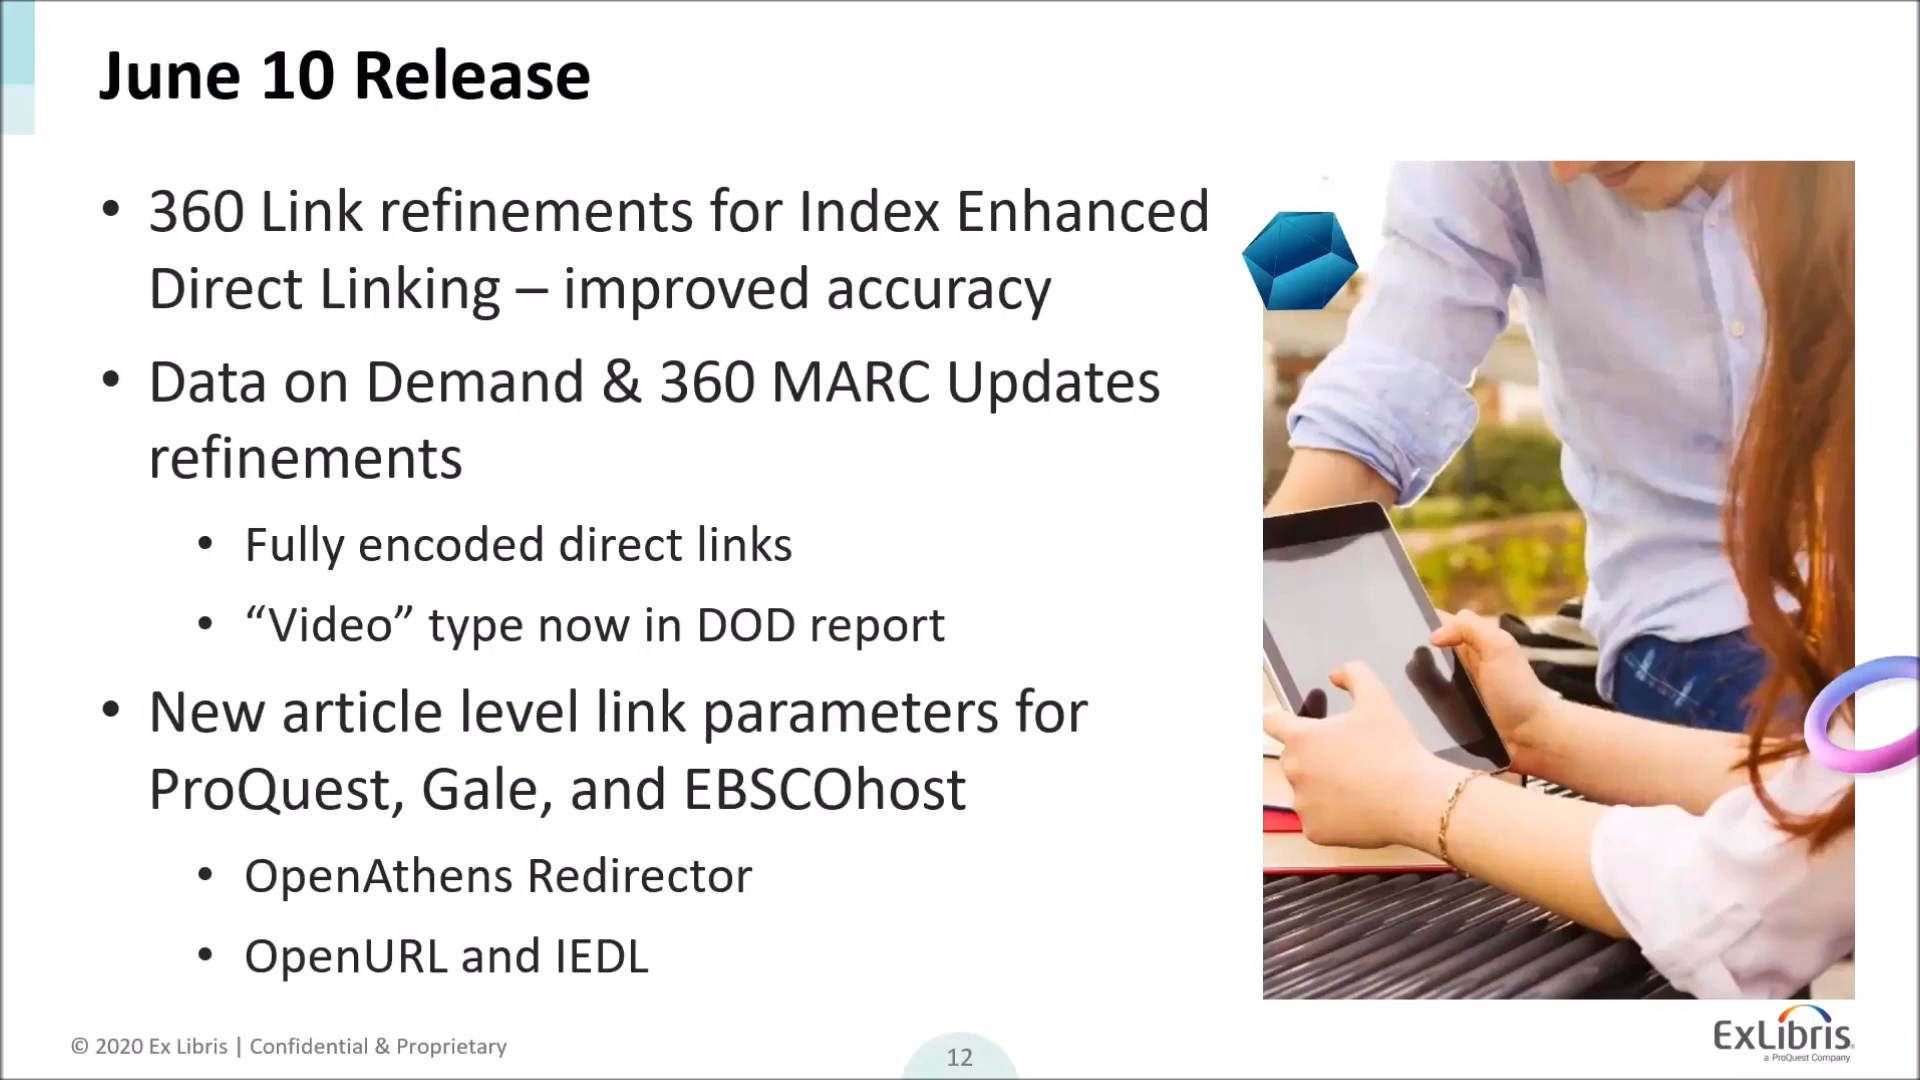 June 10 Release
• 360 Link refinements for Index Enhanced
Direct Linking – improved accuracy
• Data on Demand & 360 MARC Updates
refinements
• Fully encoded direct links
• “Video” type now in DOD report
• New article level link parameters for
ProQuest, Gale, and EBSCOhost
• OpenAthens Redirector
• OpenURL and IEDL
© 2020 Ex Libris | Confidential & Proprietary
12
ExLibris
a ProQuest Company